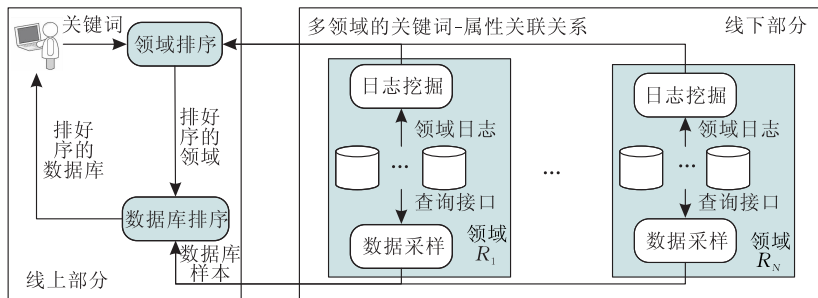 关键词
领域排序
排好
序的
数据库
排好
序的
领域
数据库排序
数据库
样本
线上部分
多领域的关键词-属性关联关系
线下部分
日志挖掘
领域日志
...
查询接口
数据采样
领域
R₁
...
日志挖掘
领域日志
...
查询接口
数据采样
领域
R_N